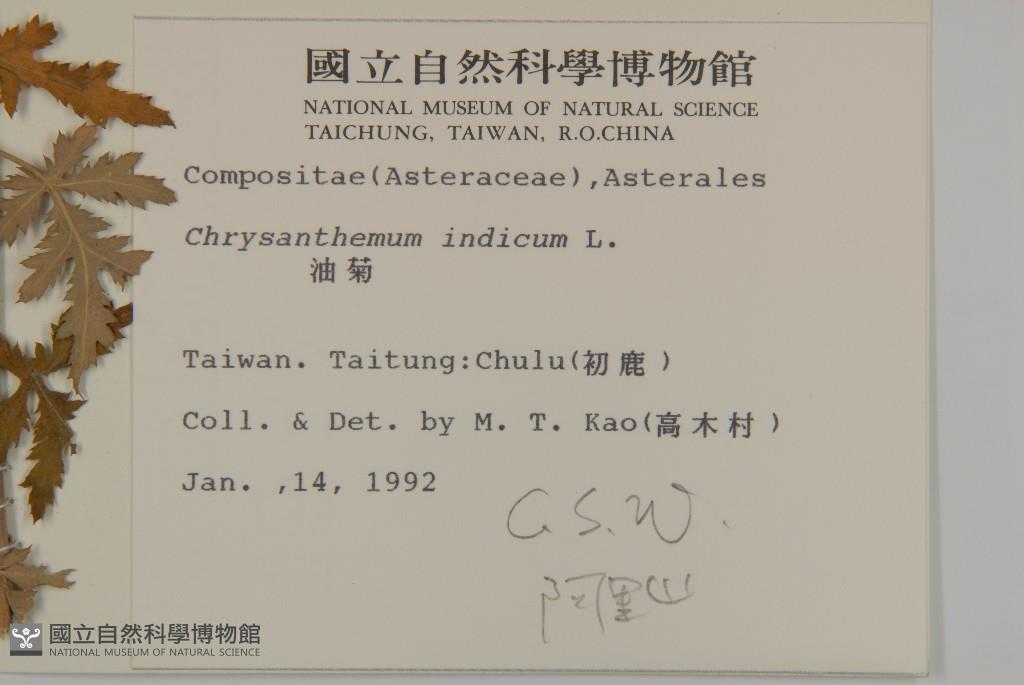 國立自然科學博物館
NATIONAL MUSEUM OF NATURAL SCIENCE
TAICHUNG, TAIWAN, R.O.CHINA
Compositae(Asteraceae),Asterales
Chrysanthemum indicum L.
油菊
Taiwan. Taitung:Chulu(初鹿)
Coll. & Det. by M. T. Kao(高木村)
Jan. ,14, 1992
C.S.W.
阿里山
國立自然科學博物館
NATIONAL MUSEUM OF NATURAL SCIENCE